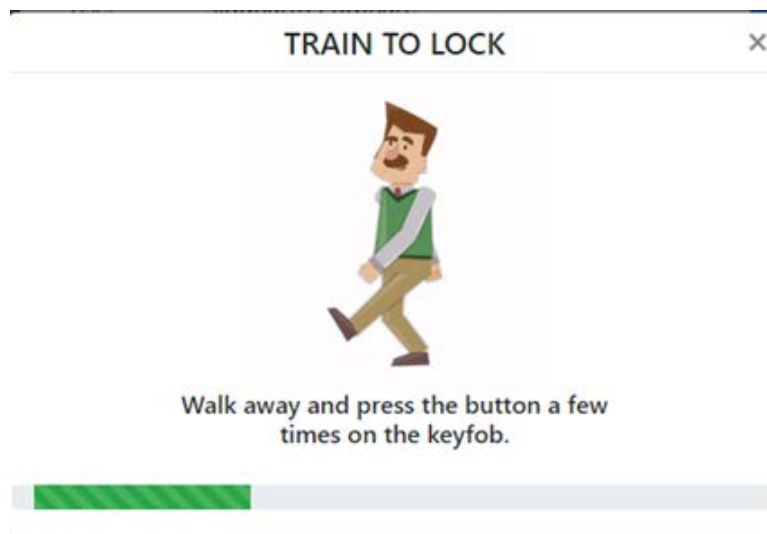 TRAIN TO LOCK
×
Walk away and press the button a few
times on the keyfob.